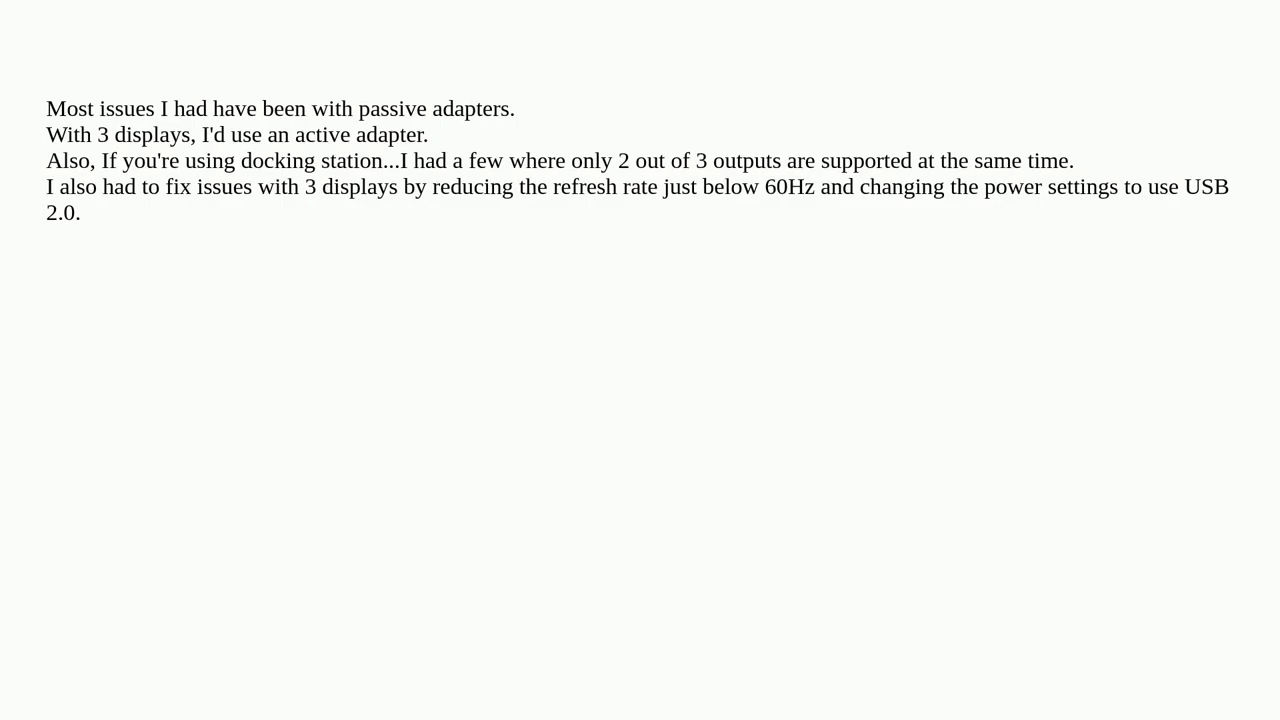 Most issues I had have been with passive adapters.
With 3 displays, I'd use an active adapter.
Also, If you're using docking station...I had a few where only 2 out of 3 outputs are supported at the same time.
I also had to fix issues with 3 displays by reducing the refresh rate just below 60Hz and changing the power settings to use USB
2.0.